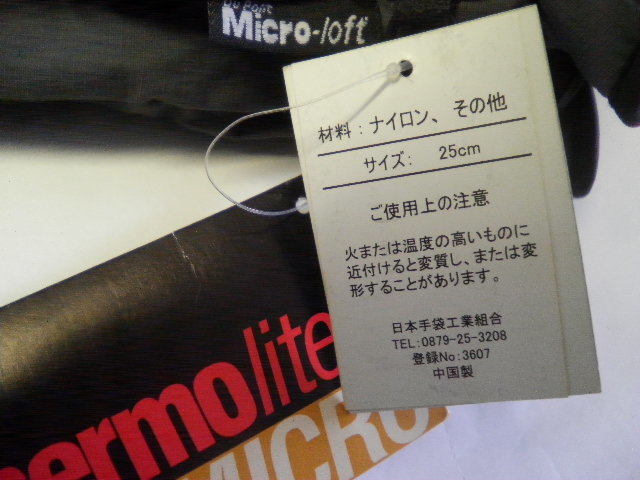 Du Pont
Micro-loft
材料：ナイロン、その他
サイズ： 25cm
ご使用上の注意
火または温度の高いものに
近付けると変質し、または変
形することがあります。
日本手袋工業組合
TEL:0879-25-3208
登録No:3607
中国製
hermolite
MICRO